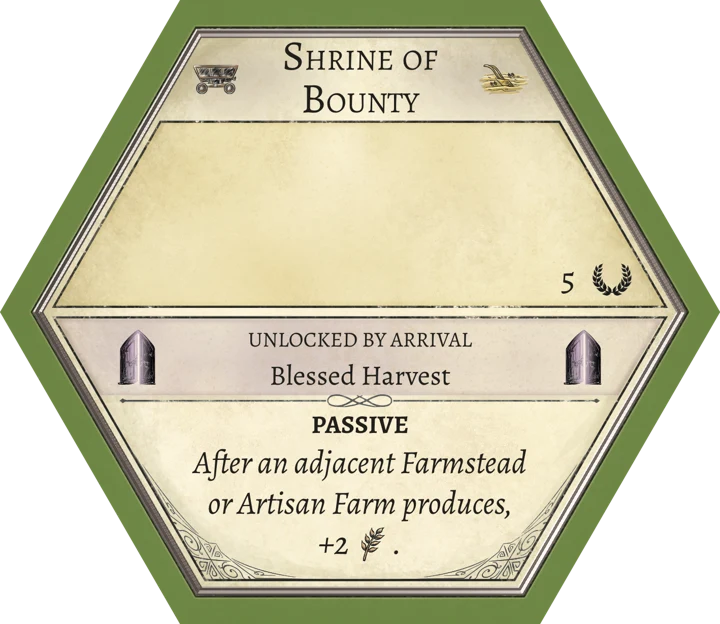 Shrine of
Bounty
5
UNLOCKED BY ARRIVAL
Blessed Harvest
PASSIVE
After an adjacent Farmstead
or Artisan Farm produces,
+2 .